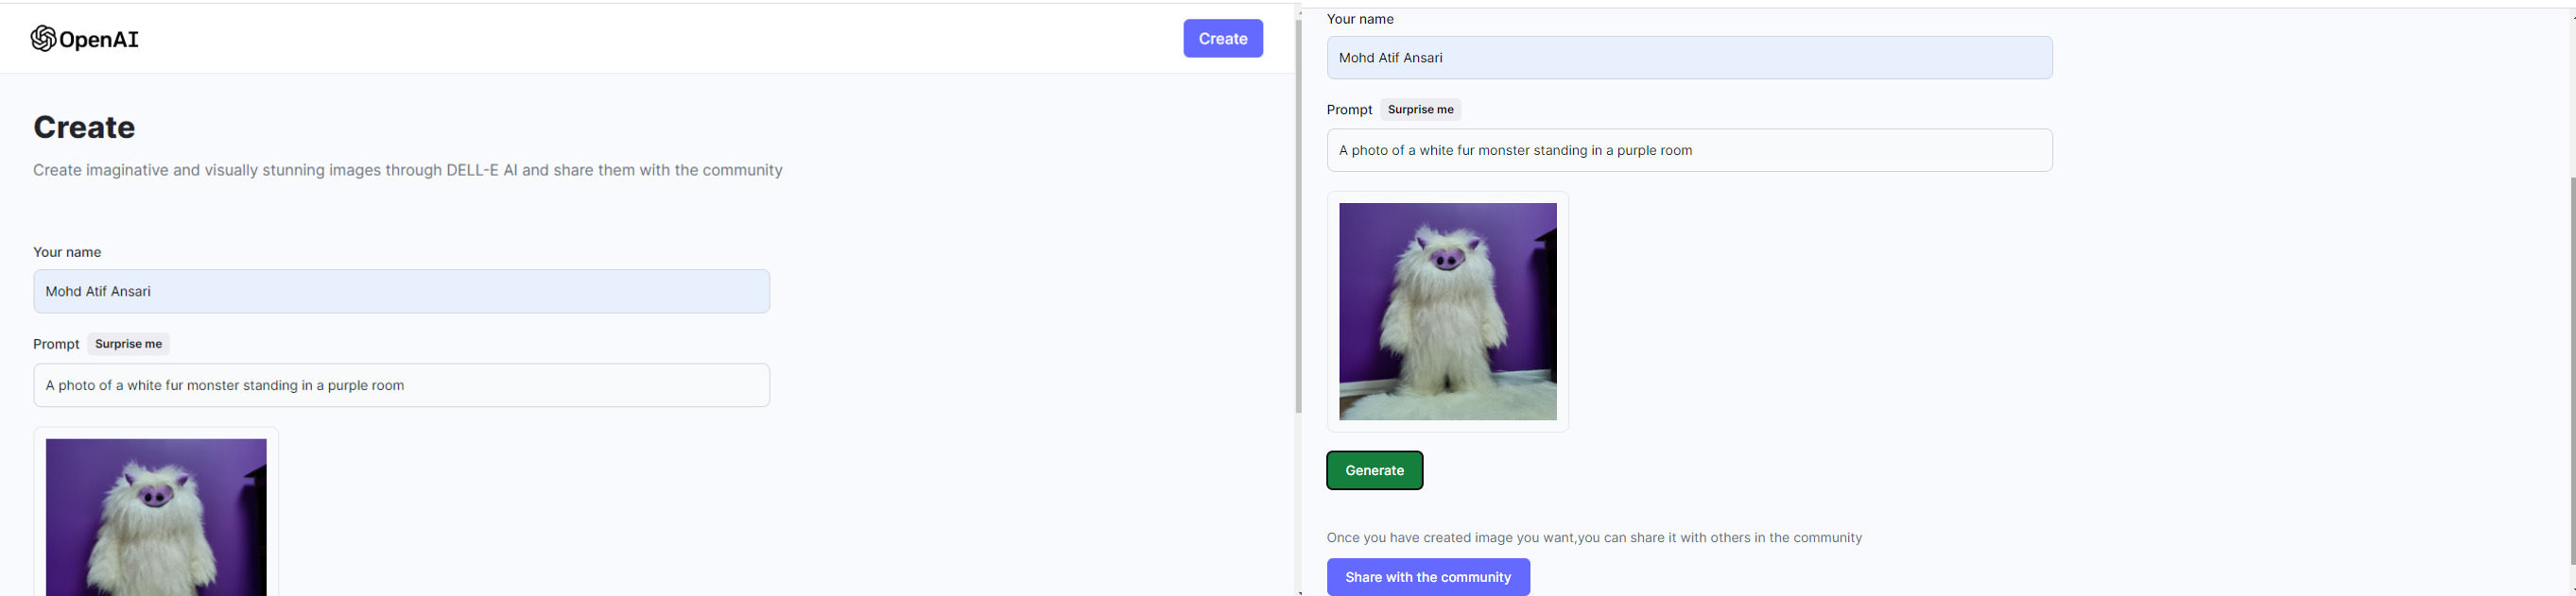 OpenAI
Create
Create
Create imaginative and visually stunning images through DELL-E AI and share them with the community
Your name
Mohd Atif Ansari
Prompt Surprise me
A photo of a white fur monster standing in a purple room
Your name
Mohd Atif Ansari
Prompt Surprise me
A photo of a white fur monster standing in a purple room
Generate
Once you have created image you want,you can share it with others in the community
Share with the community